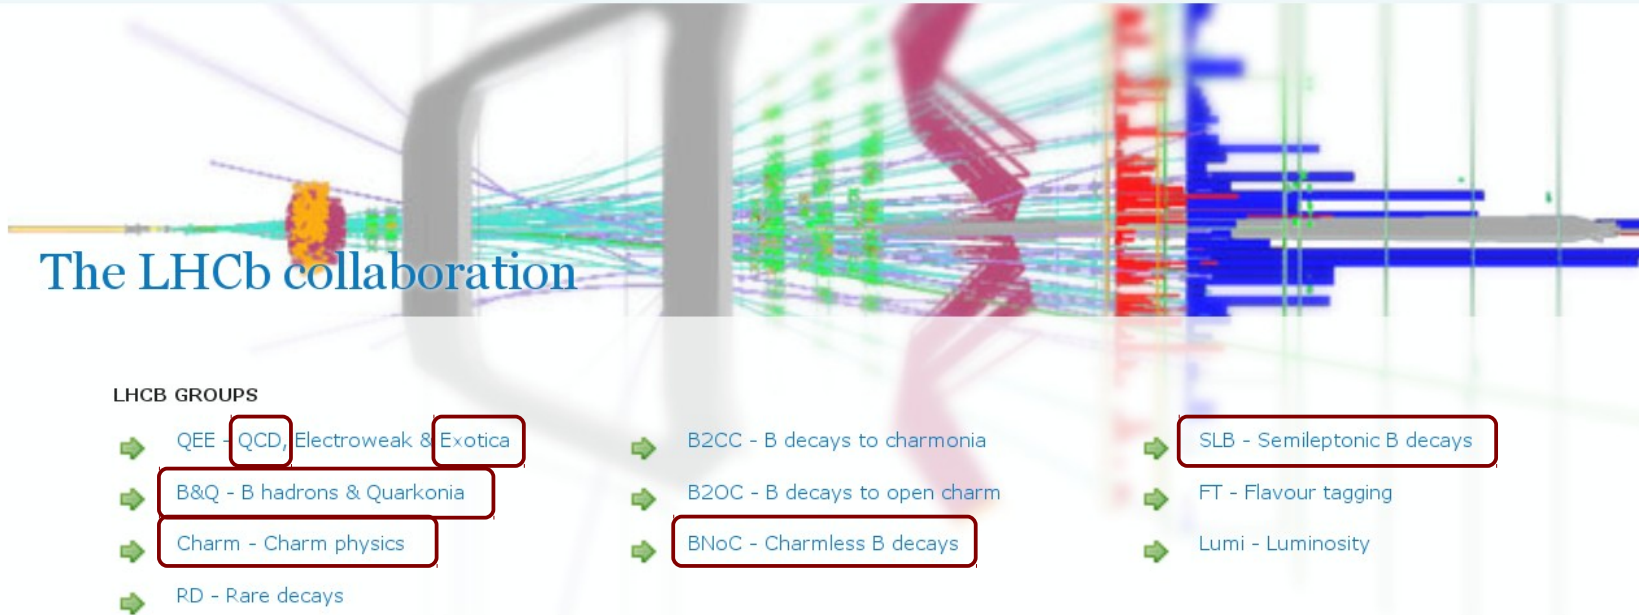 The LHCb collaboration
LHCB GROUPS
QEE - QCD, Electroweak & Exotica
B&Q - B hadrons & Quarkonia
Charm - Charm physics
RD - Rare decays
B2CC - B decays to charmonia
B2OC - B decays to open charm
BNoC - Charmless B decays
SLB - Semileptonic B decays
FT - Flavour tagging
Lumi - Luminosity